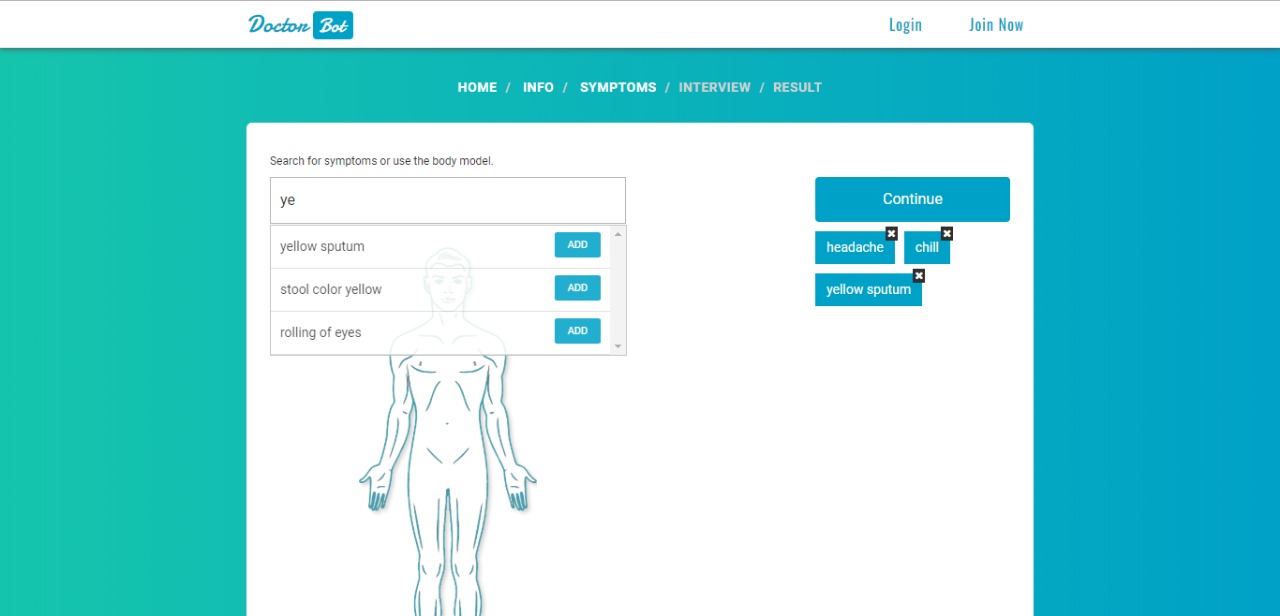 Doctor Bot Login Join Now
HOME / INFO / SYMPTOMS / INTERVIEW / RESULT
Search for symptoms or use the body model.
ye
Continue
yellow sputum ADD
stool color yellow ADD
rolling of eyes ADD
headache chill
yellow sputum